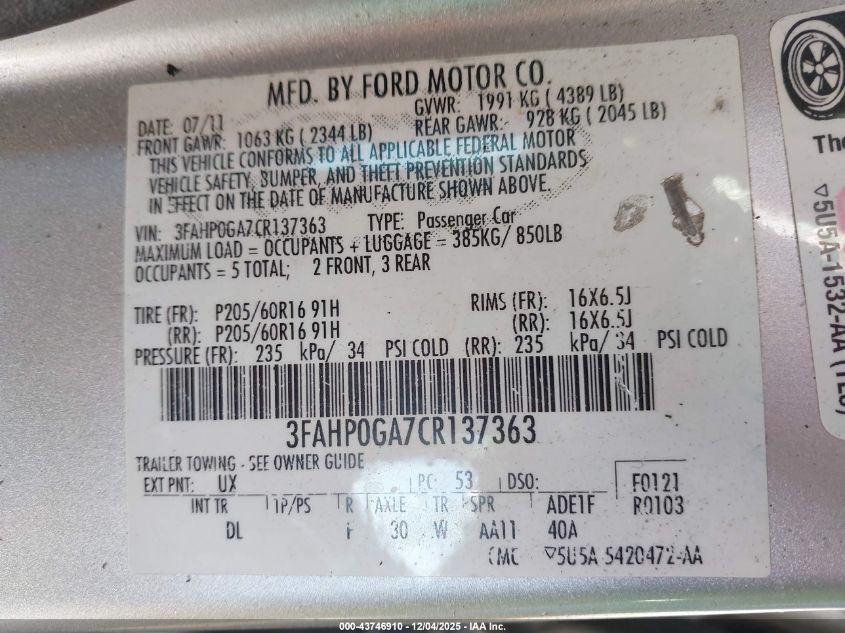 MFD. BY FORD MOTOR CO.
DATE: 07/11
GVWR: 1991 KG ( 4389 LB)
FRONT GAWR: 1063 KG ( 2344 LB)
REAR GAWR: 928 KG ( 2045 LB)
THIS VEHICLE CONFORMS TO ALL APPLICABLE FEDERAL MOTOR
VEHICLE SAFETY, BUMPER, AND THEFT PREVENTION STANDARDS
IN EFFECT ON THE DATE OF MANUFACTURE SHOWN ABOVE.
VIN: 3FAHP0GA7CR137363 TYPE: Passenger Car
MAXIMUM LOAD = OCCUPANTS + LUGGAGE = 385KG/ 850LB
OCCUPANTS = 5 TOTAL; 2 FRONT, 3 REAR
TIRE (FR): P205/60R16 91H RIMS (FR): 16X6.5J
(RR): P205/60R16 91H (RR): 16X6.5J
PRESSURE (FR): 235 kPa/ 34 PSI COLD (RR): 235 kPa/ 34 PSI COLD
3FAHP0GA7CR137363
TRAILER TOWING - SEE OWNER GUIDE
EXT PNT: UX PC: 53 DSO: F0121
INT TR TP/PS R AXLE TR SPR ADE1F R0103
DL 30 W AA11 40A
▽5U5A 5420472-AA
▽5U5A-1532-AA
000-43746910 - 12/04/2025 - IAA Inc.